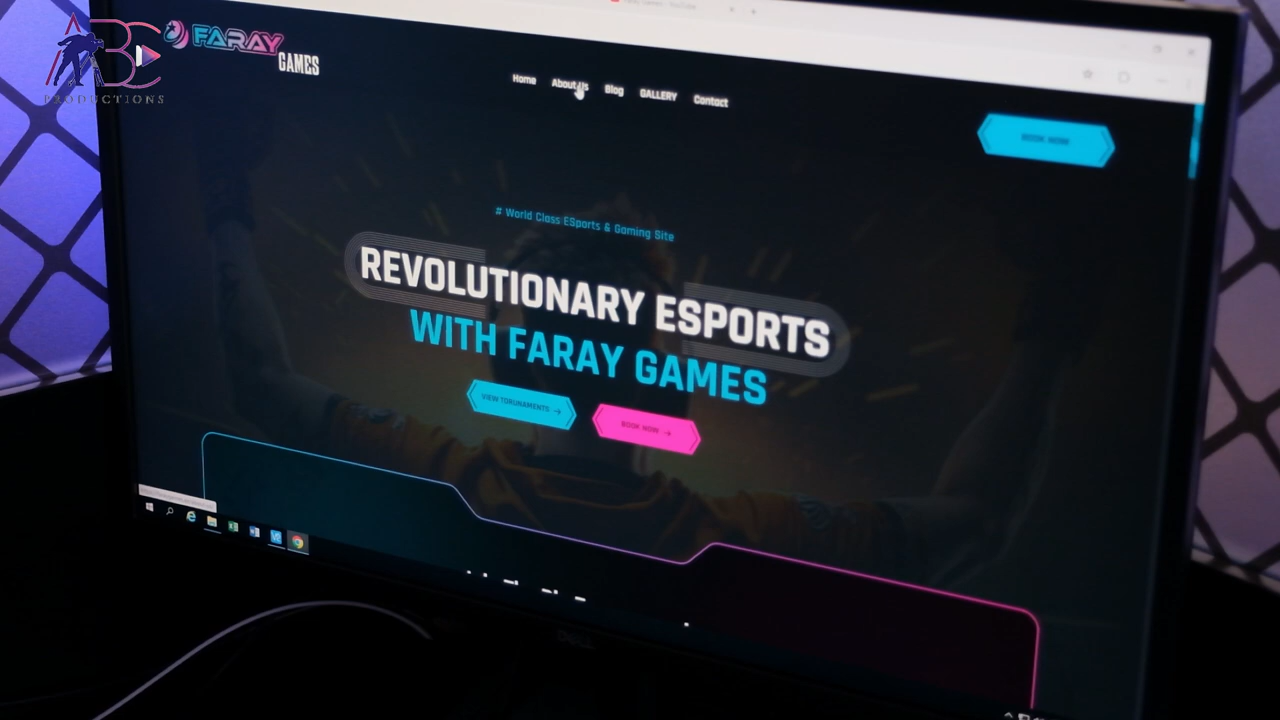 ABC
PRODUCTIONS
FARAY
GAMES
Home About Us Blog GALLERY Contact
BOOK NOW
# World Class ESports & Gaming Site
REVOLUTIONARY ESPORTS
WITH FARAY GAMES
VIEW TORUNAMENTS →
BOOK NOW →
DELL